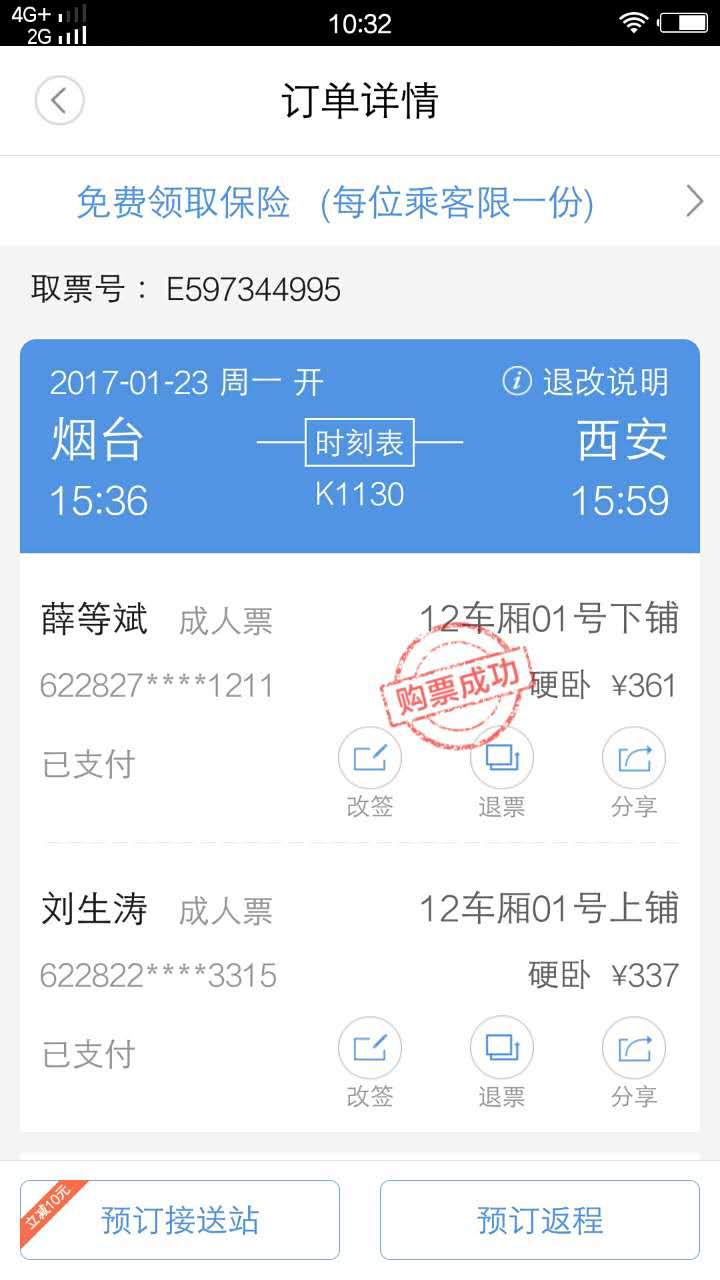 4G+
10:32
2G
订单详情
免费领取保险 (每位乘客限一份)
取票号： E597344995
2017-01-23 周一 开 退改说明
烟台 时刻表 西安
15:36 K1130 15:59
薛等斌 成人票 12车厢01号下铺
622827****1211 硬卧 ¥361
购票成功
已支付
改签 退票 分享
刘生涛 成人票 12车厢01号上铺
622822****3315 硬卧 ¥337
已支付
改签 退票 分享
立减10元
预订接送站 预订返程